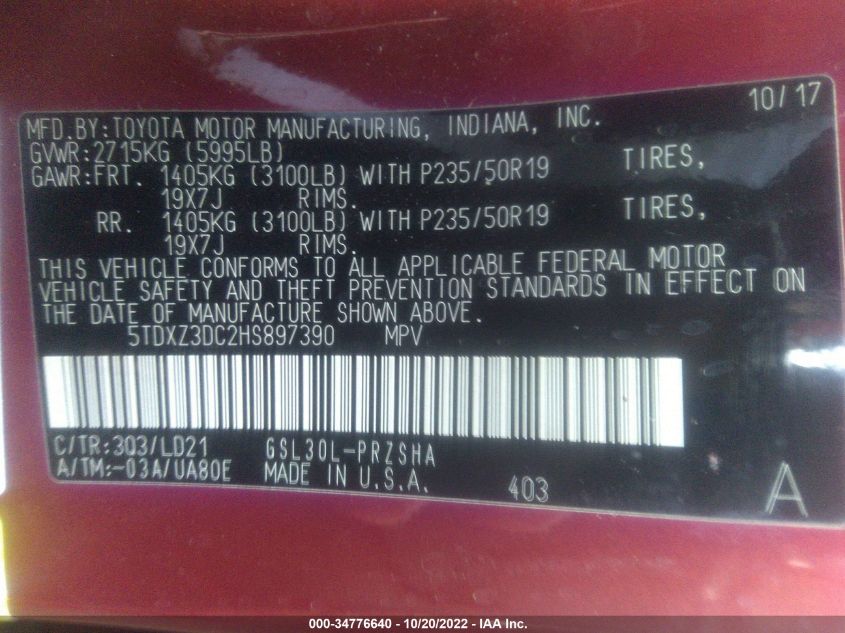 10/17
MFD.BY:TOYOTA MOTOR MANUFACTURING, INDIANA, INC.
GVWR:2715KG (5995LB)
GAWR:FRT. 1405KG (3100LB) WITH P235/50R19 TIRES,
19X7J RIMS.
RR. 1405KG (3100LB) WITH P235/50R19 TIRES,
19X7J RIMS.
THIS VEHICLE CONFORMS TO ALL APPLICABLE FEDERAL MOTOR
VEHICLE SAFETY AND THEFT PREVENTION STANDARDS IN EFFECT ON
THE DATE OF MANUFACTURE SHOWN ABOVE.
5TDXZ3DC2HS897390 MPV
C/TR:3Q3/LD21 GSL30L-PRZSHA
A/TM:-03A/UA80E MADE IN U.S.A. 403 A
000-34776640 - 10/20/2022 - IAA Inc.